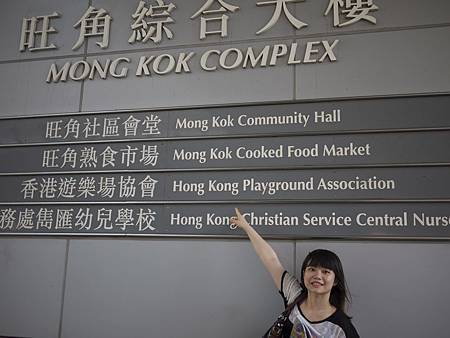 旺角綜合大樓
MONG KOK COMPLEX
旺角社區會堂 Mong Kok Community Hall
旺角熟食市場 Mong Kok Cooked Food Market
香港遊樂場協會 Hong Kong Playground Association
務處雋匯幼兒學校 Hong Kong Christian Service Central Nurse